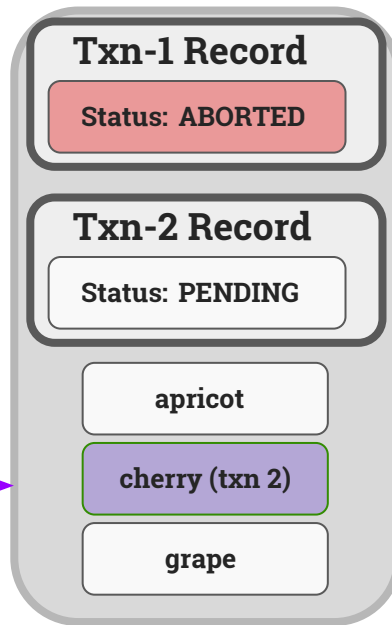 Txn-1 Record
Status: ABORTED
Txn-2 Record
Status: PENDING
apricot
cherry (txn 2)
grape